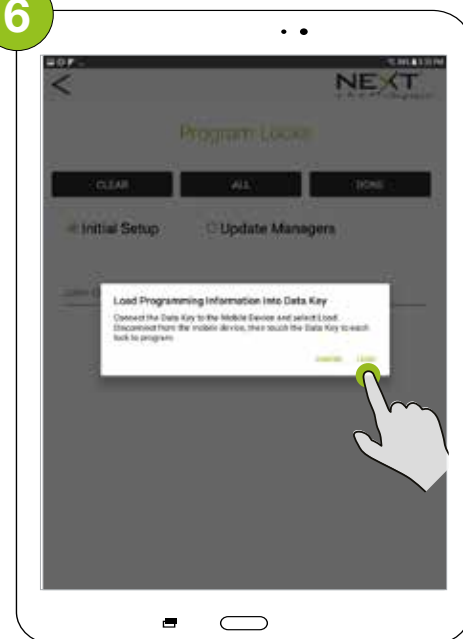 6
NEXT
Program Locks
CLEAR ALL DONE
Initial Setup Update Managers
Load Programming Information Into Data Key
Connect the Data Key to the Mobile Device and select Load.
Disconnect from the mobile device, then touch the Data Key to each
lock to program.
CANCEL LOAD